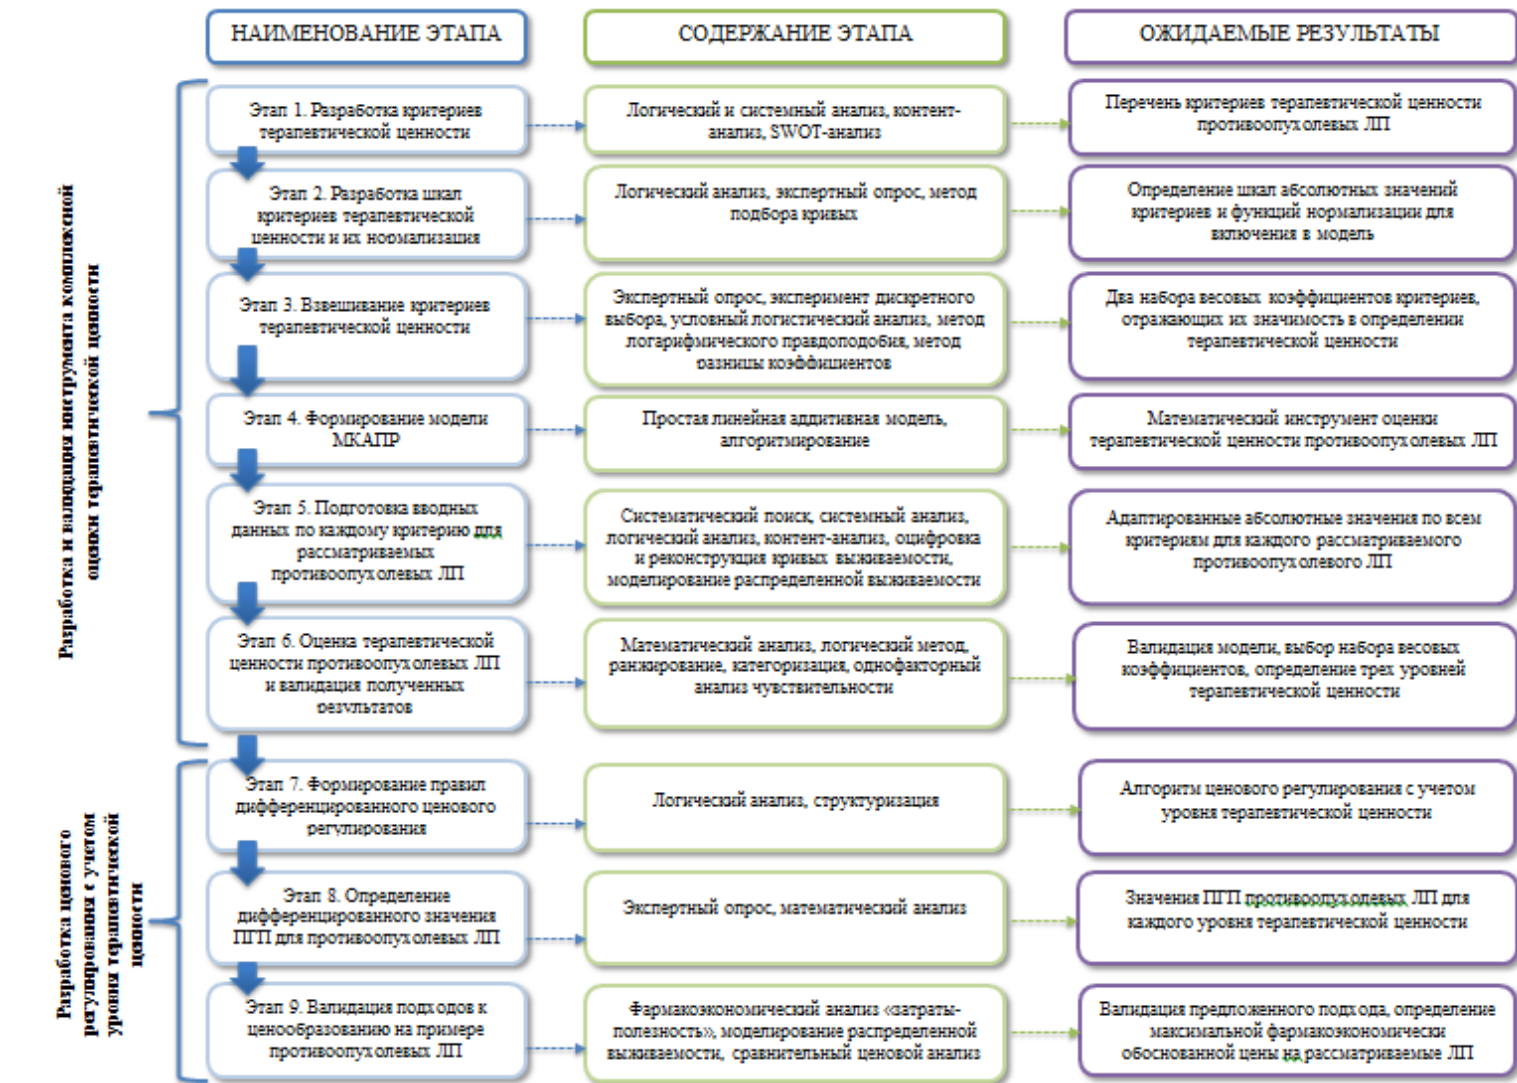 НАИМЕНОВАНИЕ ЭТАПА
СОДЕРЖАНИЕ ЭТАПА
ОЖИДАЕМЫЕ РЕЗУЛЬТАТЫ
Разработка и валидация инструмента комплексной
оценки терапевтической ценности
Этап 1. Разработка критериев
терапевтической ценности
Логический и системный анализ, контент-
анализ, SWOT-анализ
Перечень критериев терапевтической ценности
противоопухолевых ЛП
Этап 2. Разработка шкал
критериев терапевтической
ценности и их нормализация
Логический анализ, экспертный опрос, метод
подбора кривых
Определение шкал абсолютных значений
критериев и функций нормализации для
включения в модель
Этап 3. Взвешивание критериев
терапевтической ценности
Экспертный опрос, эксперимент дискретного
выбора, условный логистический анализ, метод
логарифмического правдоподобия, метод
разницы коэффициентов
Два набора весовых коэффициентов критериев,
отражающих их значимость в определении
терапевтической ценности
Этап 4. Формирование модели
МКАПР
Простая линейная аддитивная модель,
алгоритмирование
Математический инструмент оценки
терапевтической ценности противоопухолевых ЛП
Этап 5. Подготовка вводных
данных по каждому критерию для
рассматриваемых
противоопухолевых ЛП
Систематический поиск, системный анализ,
логический анализ, контент-анализ, оцифровка
и реконструкция кривых выживаемости,
моделирование распределенной выживаемости
Адаптированные абсолютные значения по всем
критериям для каждого рассматриваемого
противоопухолевого ЛП
Этап 6. Оценка терапевтической
ценности противоопухолевых ЛП
и валидация полученных
результатов
Математический анализ, логический метод,
ранжирование, категоризация, однофакторный
анализ чувствительности
Валидация модели, выбор набора весовых
коэффициентов, определение трех уровней
терапевтической ценности
Разработка ценового
регулирования с учетом
уровня терапевтической
ценности
Этап 7. Формирование правил
дифференцированного ценового
регулирования
Логический анализ, структуризация
Алгоритм ценового регулирования с учетом
уровня терапевтической ценности
Этап 8. Определение
дифференцированного значения
ПГП для противоопухолевых ЛП
Экспертный опрос, математический анализ
Значения ПГП противоопухолевых ЛП для
каждого уровня терапевтической ценности
Этап 9. Валидация подходов к
ценообразованию на примере
противоопухолевых ЛП
Фармакоэкономический анализ «затраты-
полезность», моделирование распределенной
выживаемости, сравнительный ценовой анализ
Валидация предложенного подхода, определение
максимальной фармакоэкономически
обоснованной цены на рассматриваемые ЛП